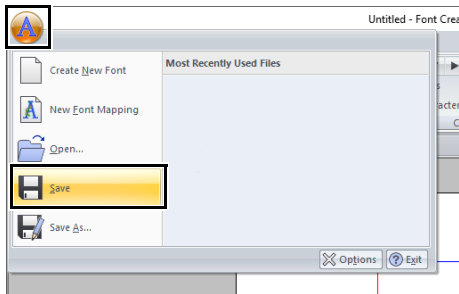 Untitled - Font Crea
Create New Font
Most Recently Used Files
New Font Mapping
Open...
Save
Save As...
Options
Exit